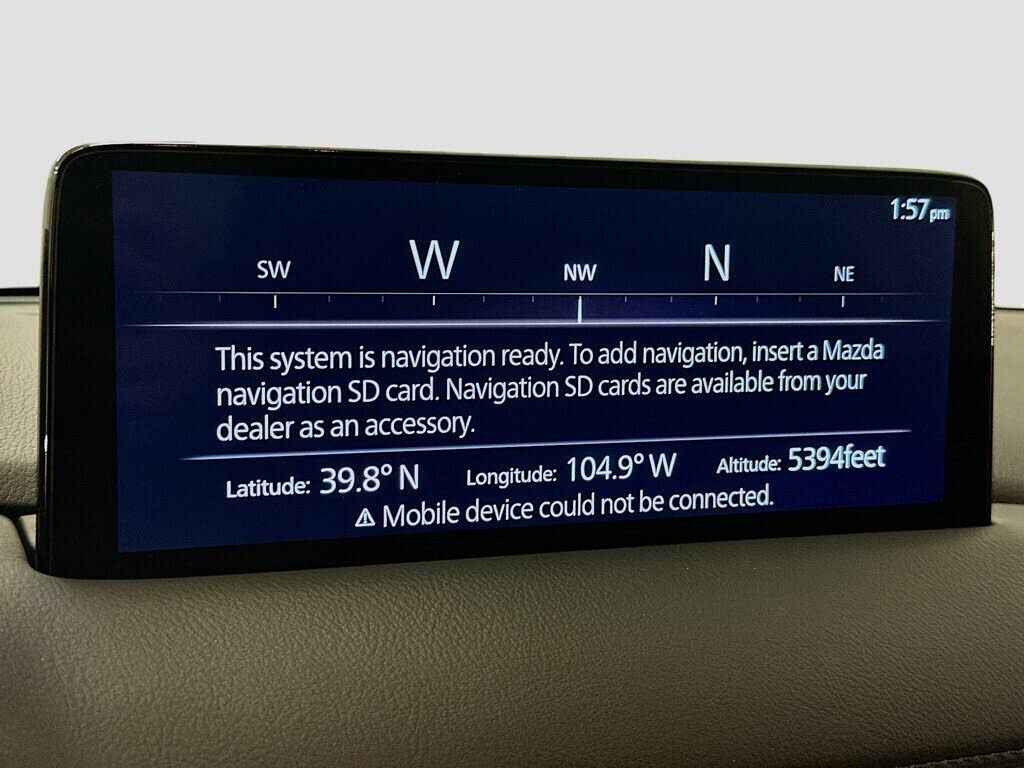 1:57 pm
SW W NW N NE
This system is navigation ready. To add navigation, insert a Mazda
navigation SD card. Navigation SD cards are available from your
dealer as an accessory.
Latitude: 39.8° N Longitude: 104.9° W Altitude: 5394feet
⚠ Mobile device could not be connected.